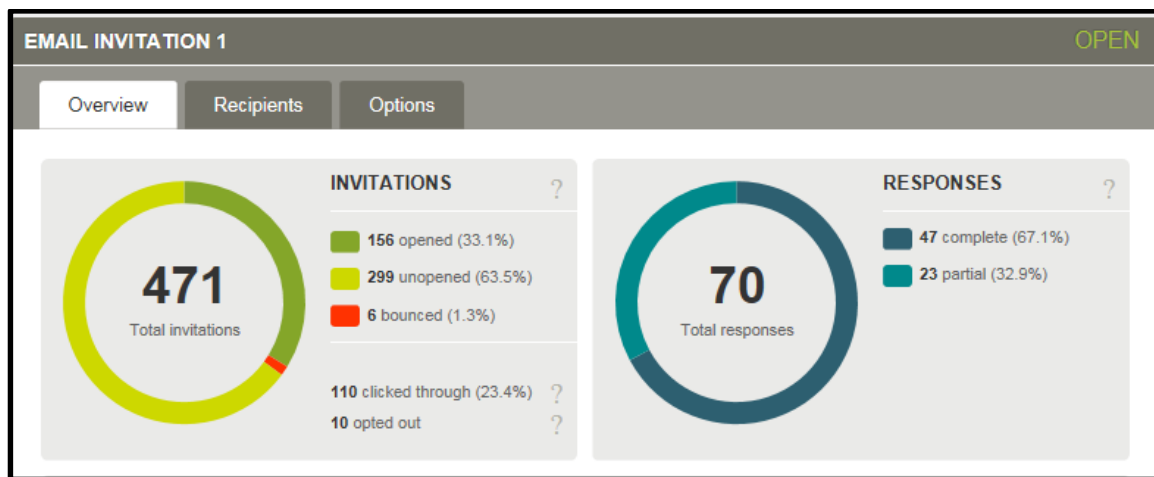 EMAIL INVITATION 1
OPEN
Overview
Recipients
Options
INVITATIONS
?
156 opened (33.1%)
299 unopened (63.5%)
6 bounced (1.3%)
471
Total invitations
110 clicked through (23.4%)
?
10 opted out
?
RESPONSES
?
47 complete (67.1%)
23 partial (32.9%)
70
Total responses